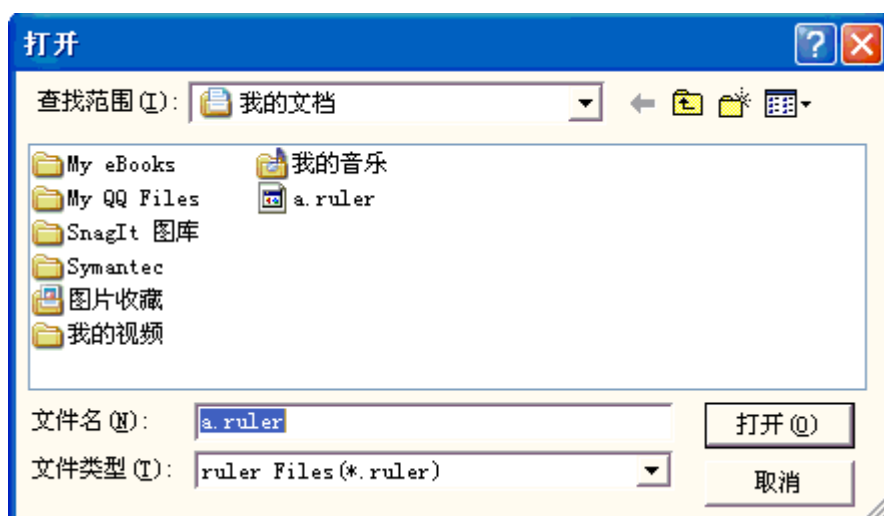 打开
查找范围(I): 我的文档
My eBooks
My QQ Files
SnagIt 图库
Symantec
图片收藏
我的视频
我的音乐
a.ruler
文件名(N): a.ruler 打开(O)
文件类型(T): ruler Files(*.ruler) 取消